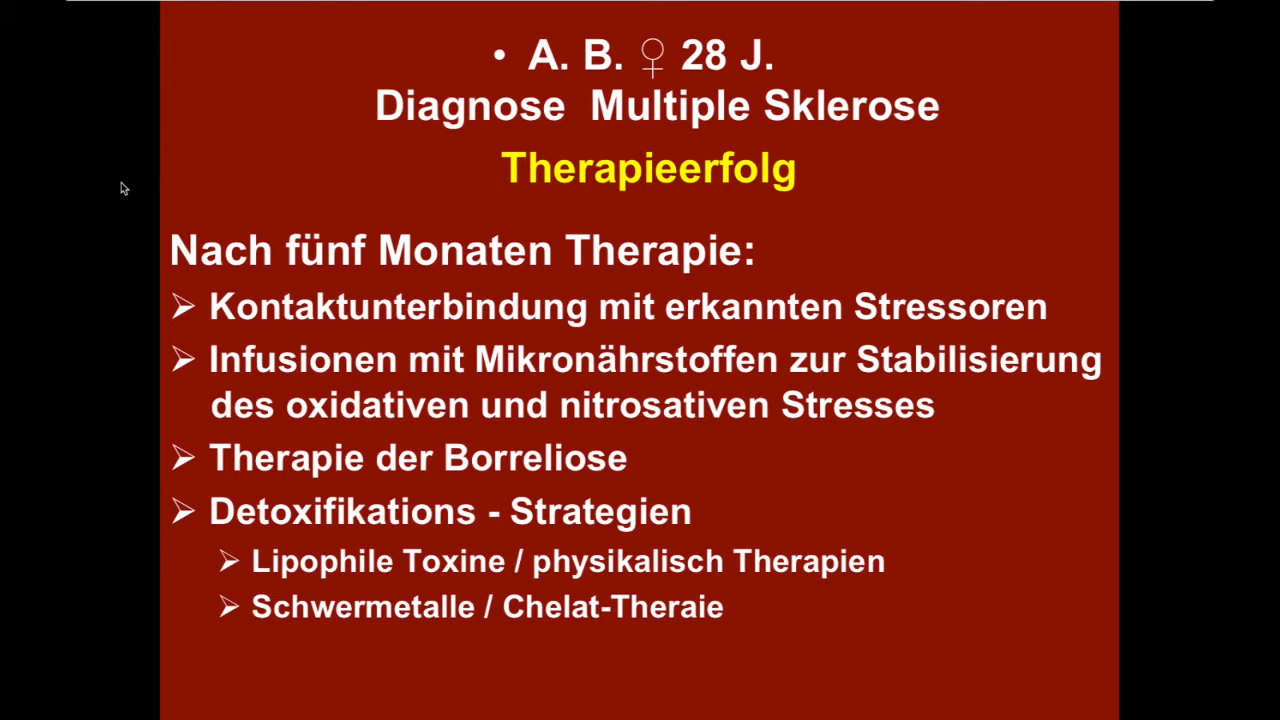 • A. B. ♀ 28 J.
Diagnose Multiple Sklerose
Therapieerfolg
Nach fünf Monaten Therapie:
➢ Kontaktunterbindung mit erkannten Stressoren
➢ Infusionen mit Mikronährstoffen zur Stabilisierung
des oxidativen und nitrosativen Stresses
➢ Therapie der Borreliose
➢ Detoxifikations - Strategien
➢ Lipophile Toxine / physikalisch Therapien
➢ Schwermetalle / Chelat-Theraie